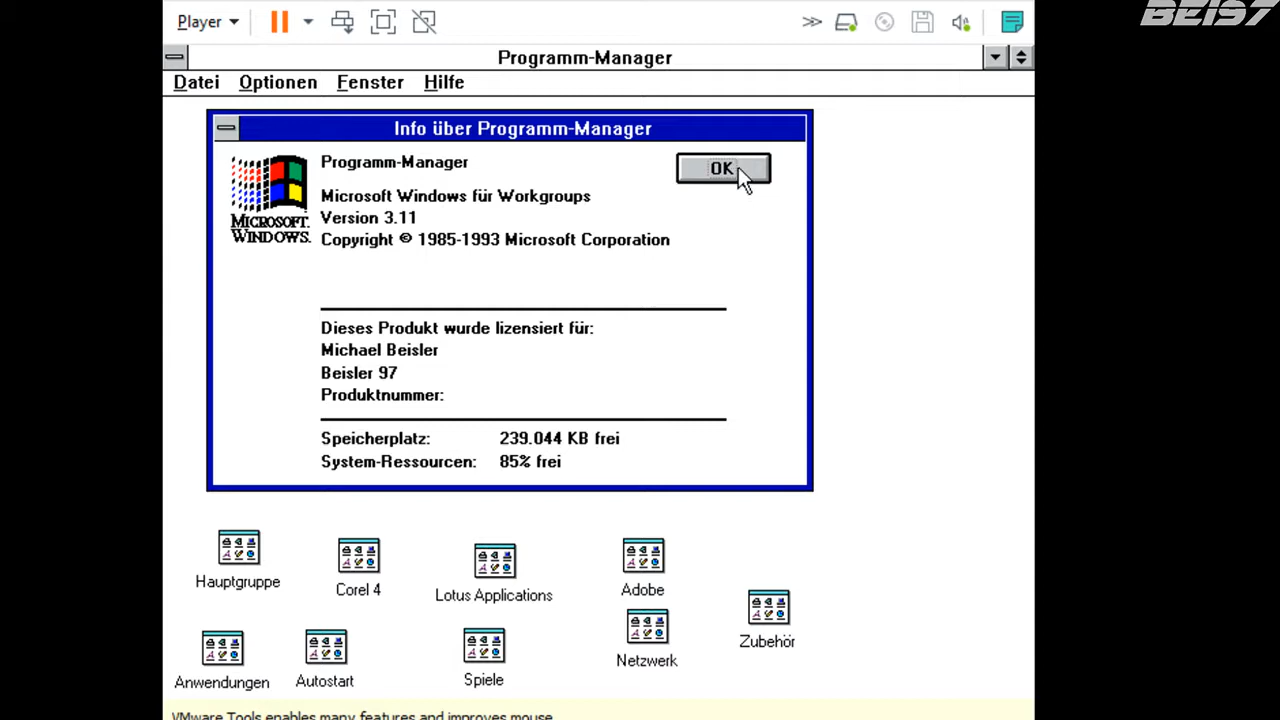 BEIS7
Player
Programm-Manager
Datei Optionen Fenster Hilfe
Info über Programm-Manager
Programm-Manager
OK
Microsoft Windows für Workgroups
Version 3.11
Copyright © 1985-1993 Microsoft Corporation
MICROSOFT.
WINDOWS.
Dieses Produkt wurde lizensiert für:
Michael Beisler
Beisler 97
Produktnummer:
Speicherplatz: 239.044 KB frei
System-Ressourcen: 85% frei
Hauptgruppe
Corel 4
Lotus Applications
Adobe
Zubehör
Anwendungen
Autostart
Spiele
Netzwerk
VMware Tools enables many features and improves mouse